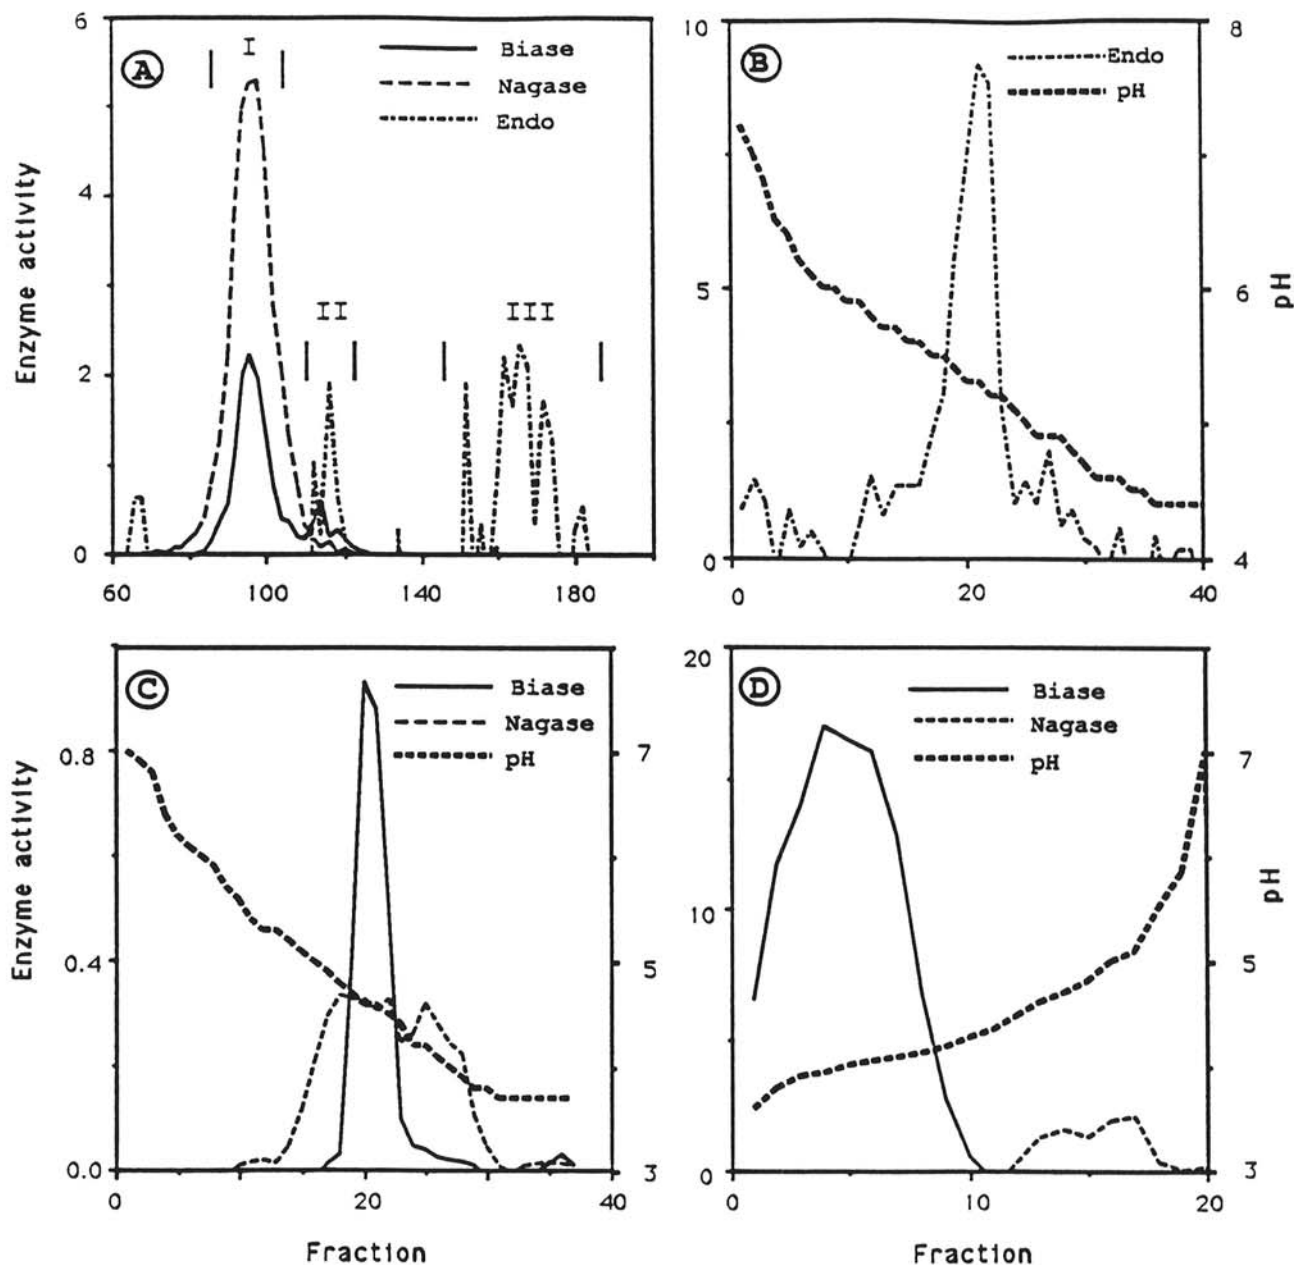 6
A
I
Biase
Nagase
Endo
4
2
0
II
III
60
100
140
180
Enzyme activity
10
B
8
Endo
pH
5
6
0
4
0
20
40
pH
C
Biase
Nagase
pH
0.8
0.4
0.0
7
5
3
0
20
40
Enzyme activity
pH
Fraction
20
D
Biase
Nagase
pH
10
0
7
5
3
0
10
20
Fraction